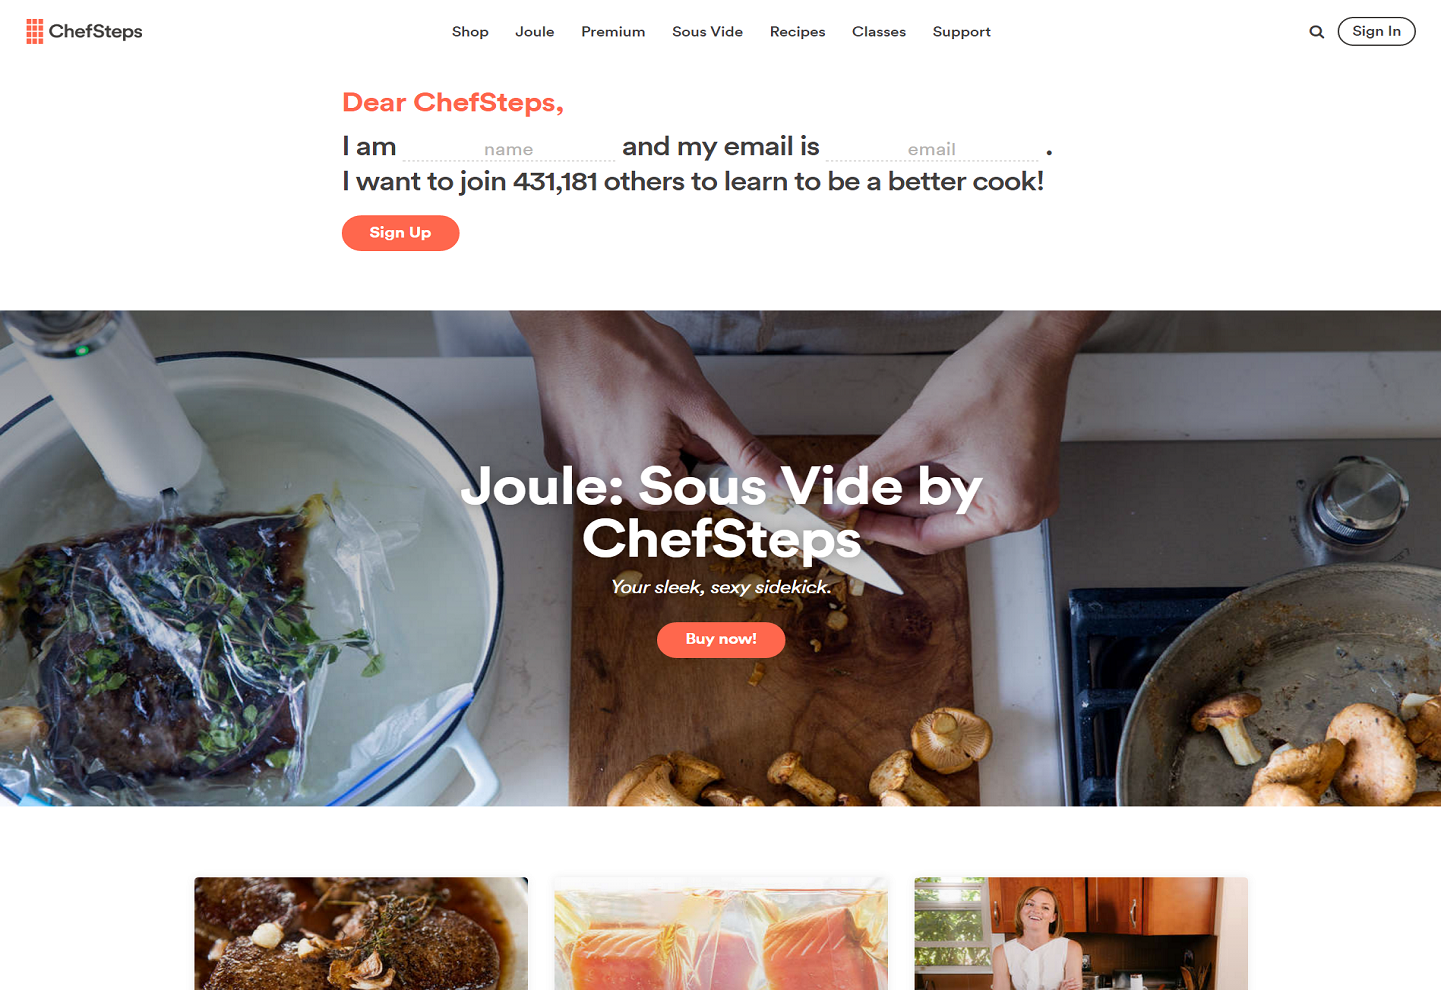 ChefSteps
Shop Joule Premium Sous Vide Recipes Classes Support
Sign In
Dear ChefSteps,
I am name and my email is email .
I want to join 431,181 others to learn to be a better cook!
Sign Up
Joule: Sous Vide by
ChefSteps
Your sleek, sexy sidekick.
Buy now!